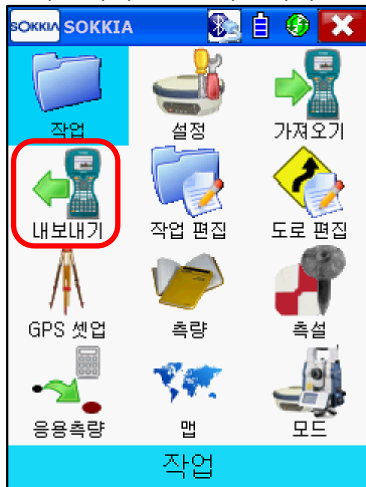 SOKKIA SOKKIA
작업 설정 가져오기
내보내기 작업 편집 도로 편집
GPS 셋업 측량 측설
응용측량 맵 모드
작업